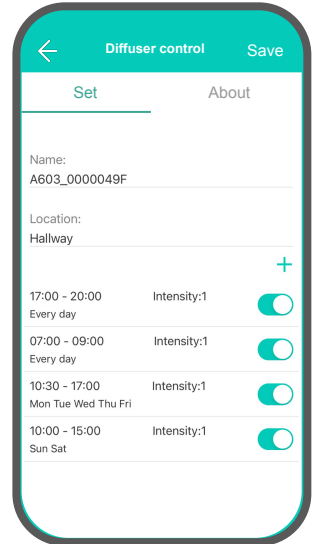 Diffuser control Save
Set About
Name:
A603_0000049F
Location:
Hallway
17:00 - 20:00 Intensity:1
Every day
07:00 - 09:00 Intensity:1
Every day
10:30 - 17:00 Intensity:1
Mon Tue Wed Thu Fri
10:00 - 15:00 Intensity:1
Sun Sat